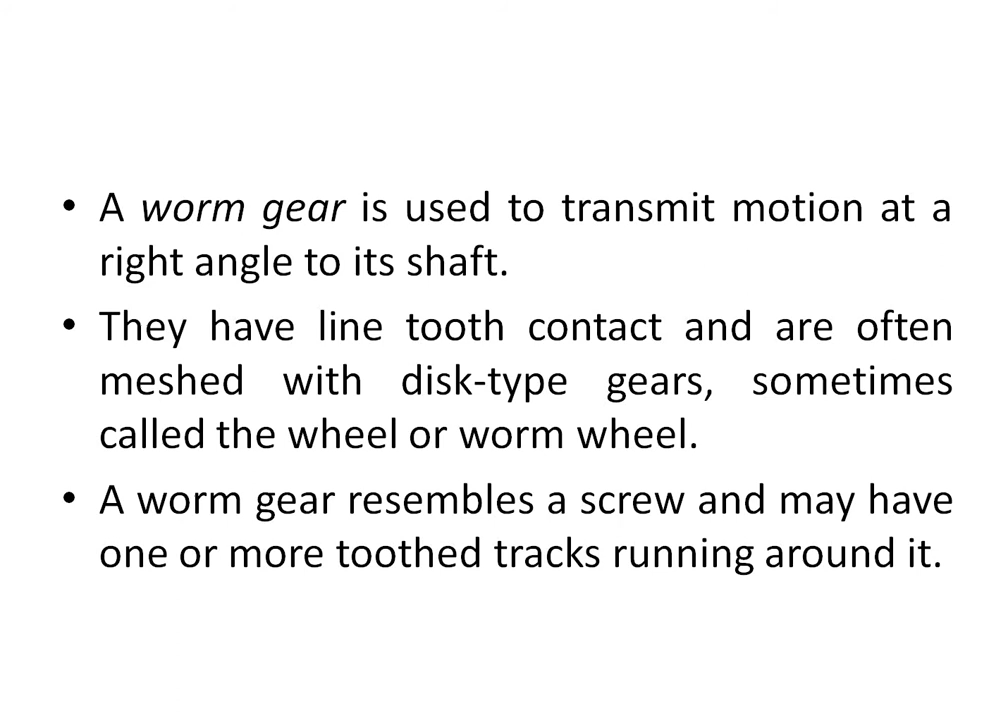 • A worm gear is used to transmit motion at a
right angle to its shaft.
• They have line tooth contact and are often
meshed with disk-type gears, sometimes
called the wheel or worm wheel.
• A worm gear resembles a screw and may have
one or more toothed tracks running around it.